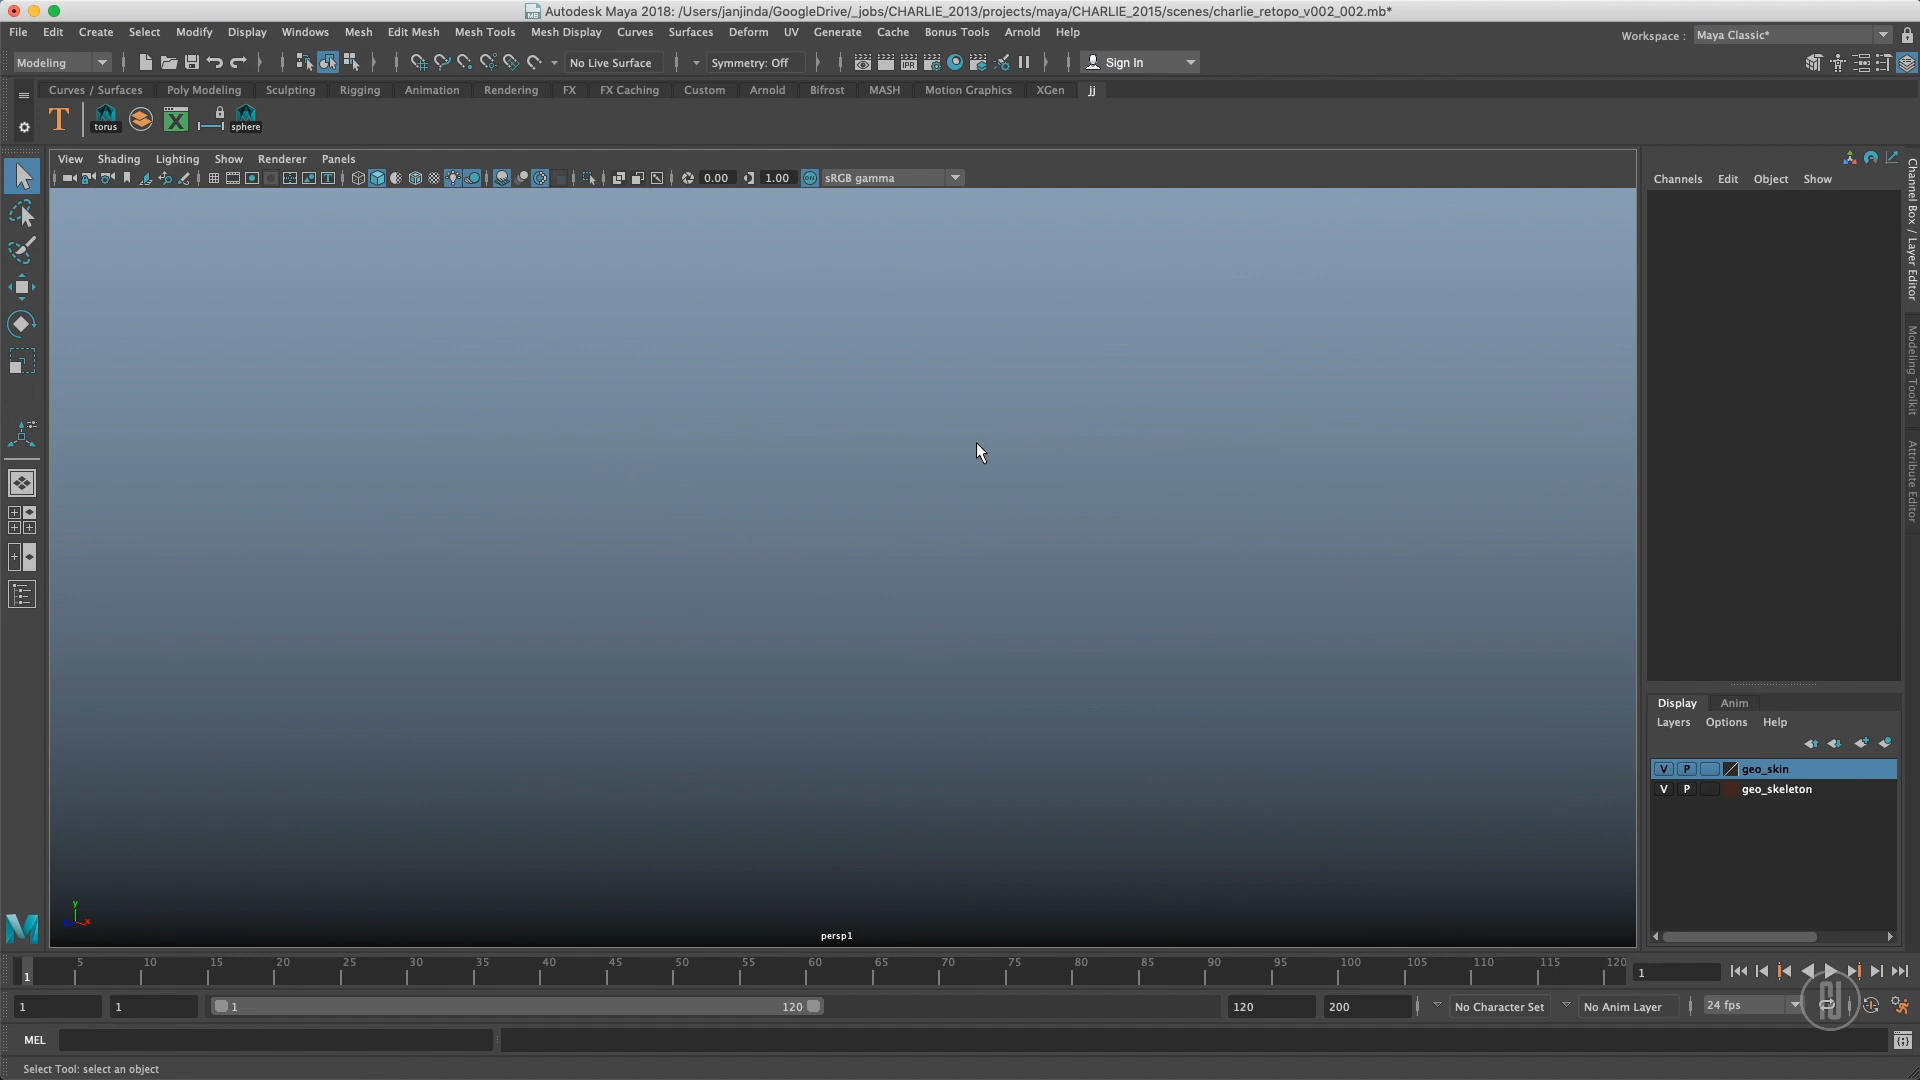 Autodesk Maya 2018: /Users/janjinda/GoogleDrive/_jobs/CHARLIE_2013/projects/maya/CHARLIE_2015/scenes/charlie_retopo_v002_002.mb*
File Edit Create Select Modify Display Windows Mesh Edit Mesh Mesh Tools Mesh Display Curves Surfaces Deform UV Generate Cache Bonus Tools Arnold Help
Workspace : Maya Classic*
Modeling No Live Surface Symmetry: Off IPR Sign In
Curves / Surfaces Poly Modeling Sculpting Rigging Animation Rendering FX FX Caching Custom Arnold Bifrost MASH Motion Graphics XGen jj
T torus X sphere
View Shading Lighting Show Renderer Panels
0.00 1.00 sRGB gamma
Channels Edit Object Show
Channel Box / Layer Editor
Modeling Toolkit
Attribute Editor
Display Anim
Layers Options Help
V P geo_skin
V P geo_skeleton
y
x
persp1
5 10 15 20 25 30 35 40 45 50 55 60 65 70 75 80 85 90 95 100 105 110 115 120
1 1
1 1 1 120 120 200 No Character Set No Anim Layer 24 fps
MEL
Select Tool: select an object